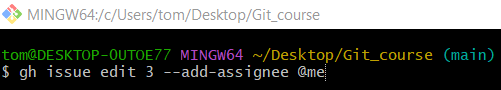 MINGW64:/c/Users/tom/Desktop/Git_course
tom@DESKTOP-OUTOE77 MINGW64 ~/Desktop/Git_course (main)
$ gh issue edit 3 --add-assignee @me